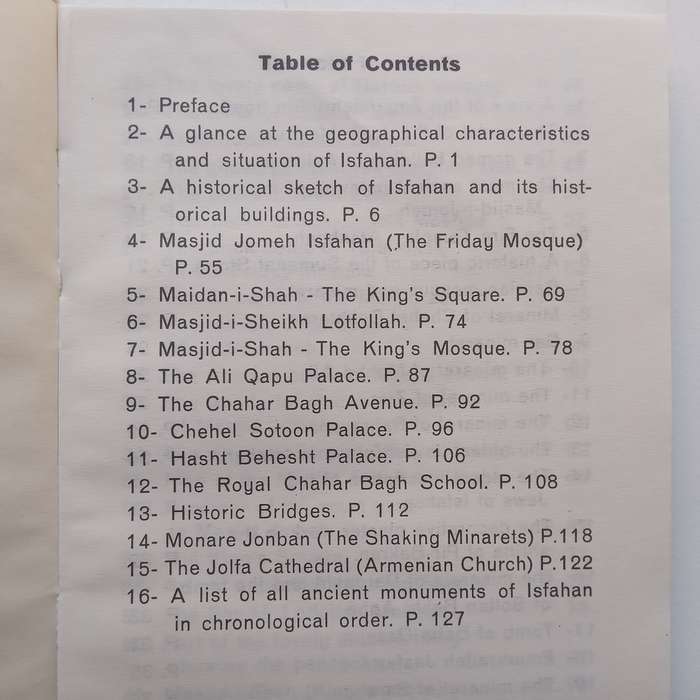 Table of Contents
1- Preface
2- A glance at the geographical characteristics
and situation of Isfahan. P. 1
3- A historical sketch of Isfahan and its hist-
orical buildings. P. 6
4- Masjid Jomeh Isfahan (The Friday Mosque)
P. 55
5- Maidan-i-Shah - The King's Square. P. 69
6- Masjid-i-Sheikh Lotfollah. P. 74
7- Masjid-i-Shah - The King's Mosque. P. 78
8- The Ali Qapu Palace. P. 87
9- The Chahar Bagh Avenue. P. 92
10- Chehel Sotoon Palace. P. 96
11- Hasht Behesht Palace. P. 106
12- The Royal Chahar Bagh School. P. 108
13- Historic Bridges. P. 112
14- Monare Jonban (The Shaking Minarets) P.118
15- The Jolfa Cathedral (Armenian Church) P.122
16- A list of all ancient monuments of Isfahan
in chronological order. P. 127